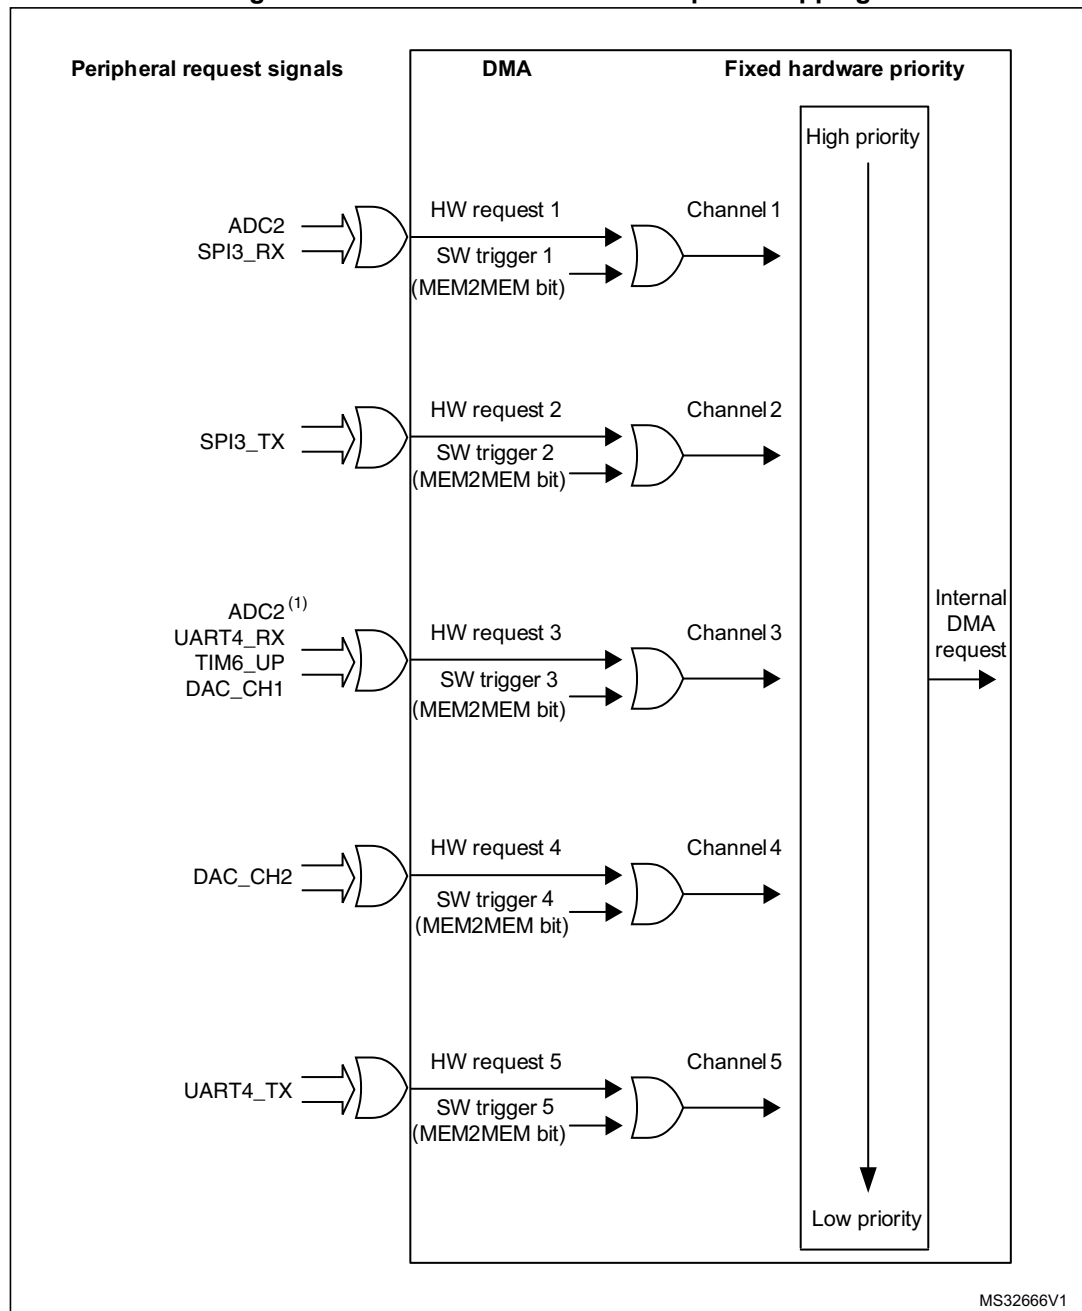 Peripheral request signals
DMA
Fixed hardware priority
High priority
ADC2
SPI3_RX
HW request 1
SW trigger 1
(MEM2MEM bit)
Channel 1
SPI3_TX
HW request 2
SW trigger 2
(MEM2MEM bit)
Channel 2
ADC2 (1)
UART4_RX
TIM6_UP
DAC_CH1
HW request 3
SW trigger 3
(MEM2MEM bit)
Channel 3
Internal
DMA
request
DAC_CH2
HW request 4
SW trigger 4
(MEM2MEM bit)
Channel 4
UART4_TX
HW request 5
SW trigger 5
(MEM2MEM bit)
Channel 5
Low priority
MS32666V1